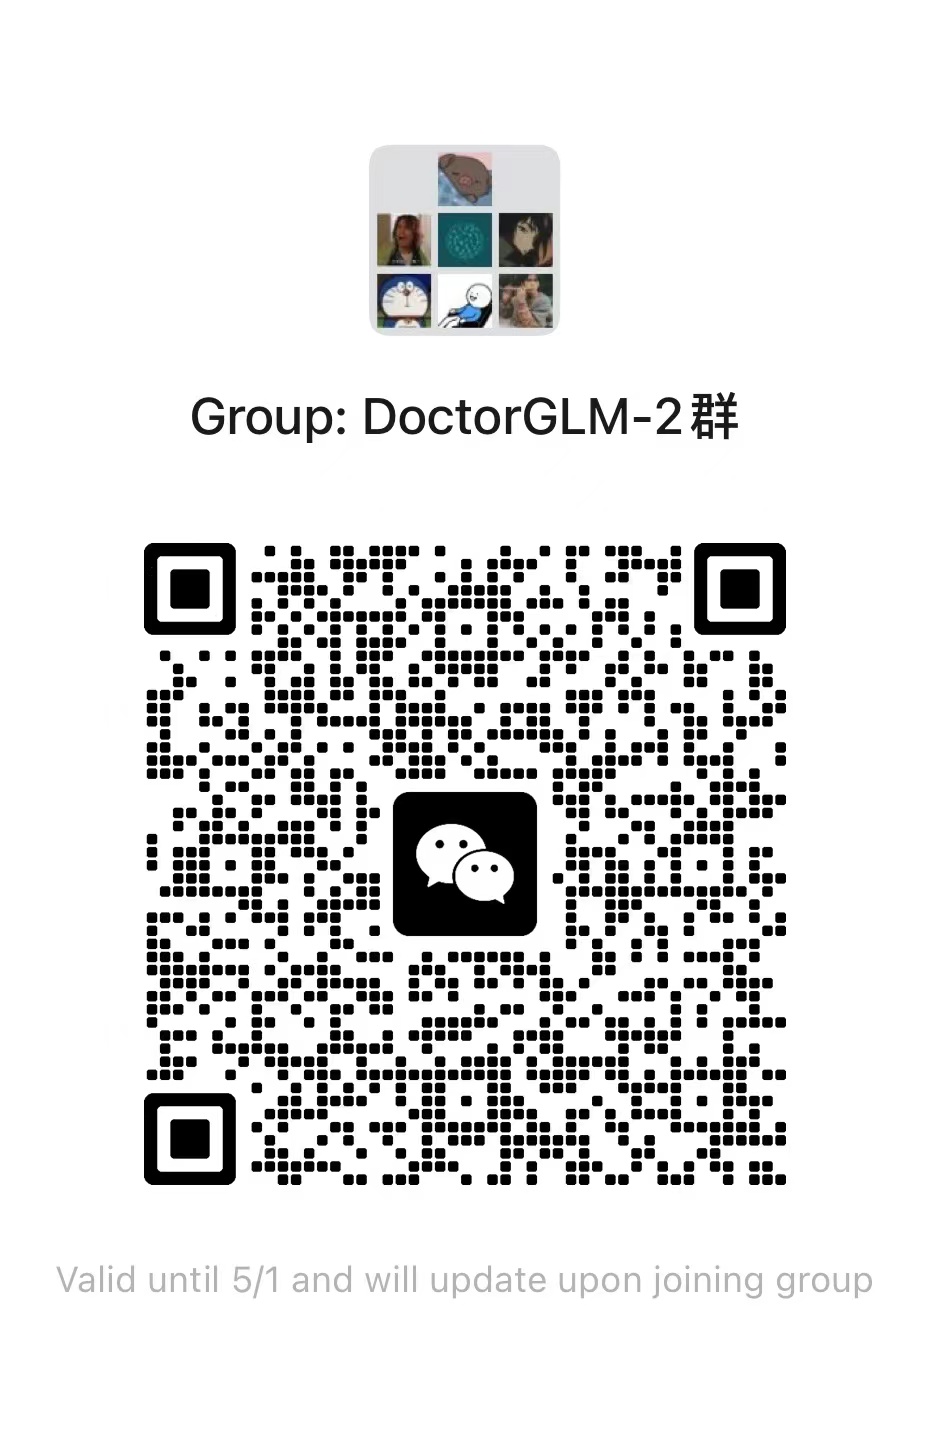 Group: DoctorGLM-2群
Valid until 5/1 and will update upon joining group